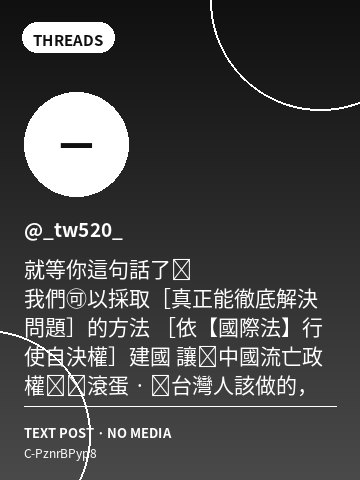 THREADS
@_tw520_
就等你這句話了
我們㊢以採取［真正能徹底解決
問題］的方法 ［依【國際法】行
使自決權］建國 讓中國流亡政
權滾蛋 · 台灣人該做的，
TEXT POST · NO MEDIA
C-PznrBPyp8